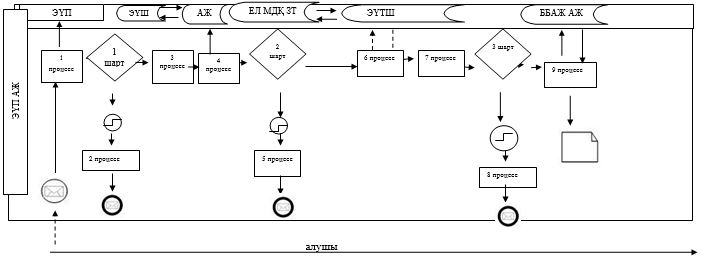 ЭҮП
ЭҮШ
АЖ
ЕЛ МДҚ ЗТ
ЭҮТШ
ББАЖ АЖ
ЭҮП АЖ
1
процесс
1
шарт
3
процесс
4
процесс
2
шарт
6 процесс
7 процесс
3 шарт
9 процесс
2 процесс
5 процесс
8 процесс
алушы